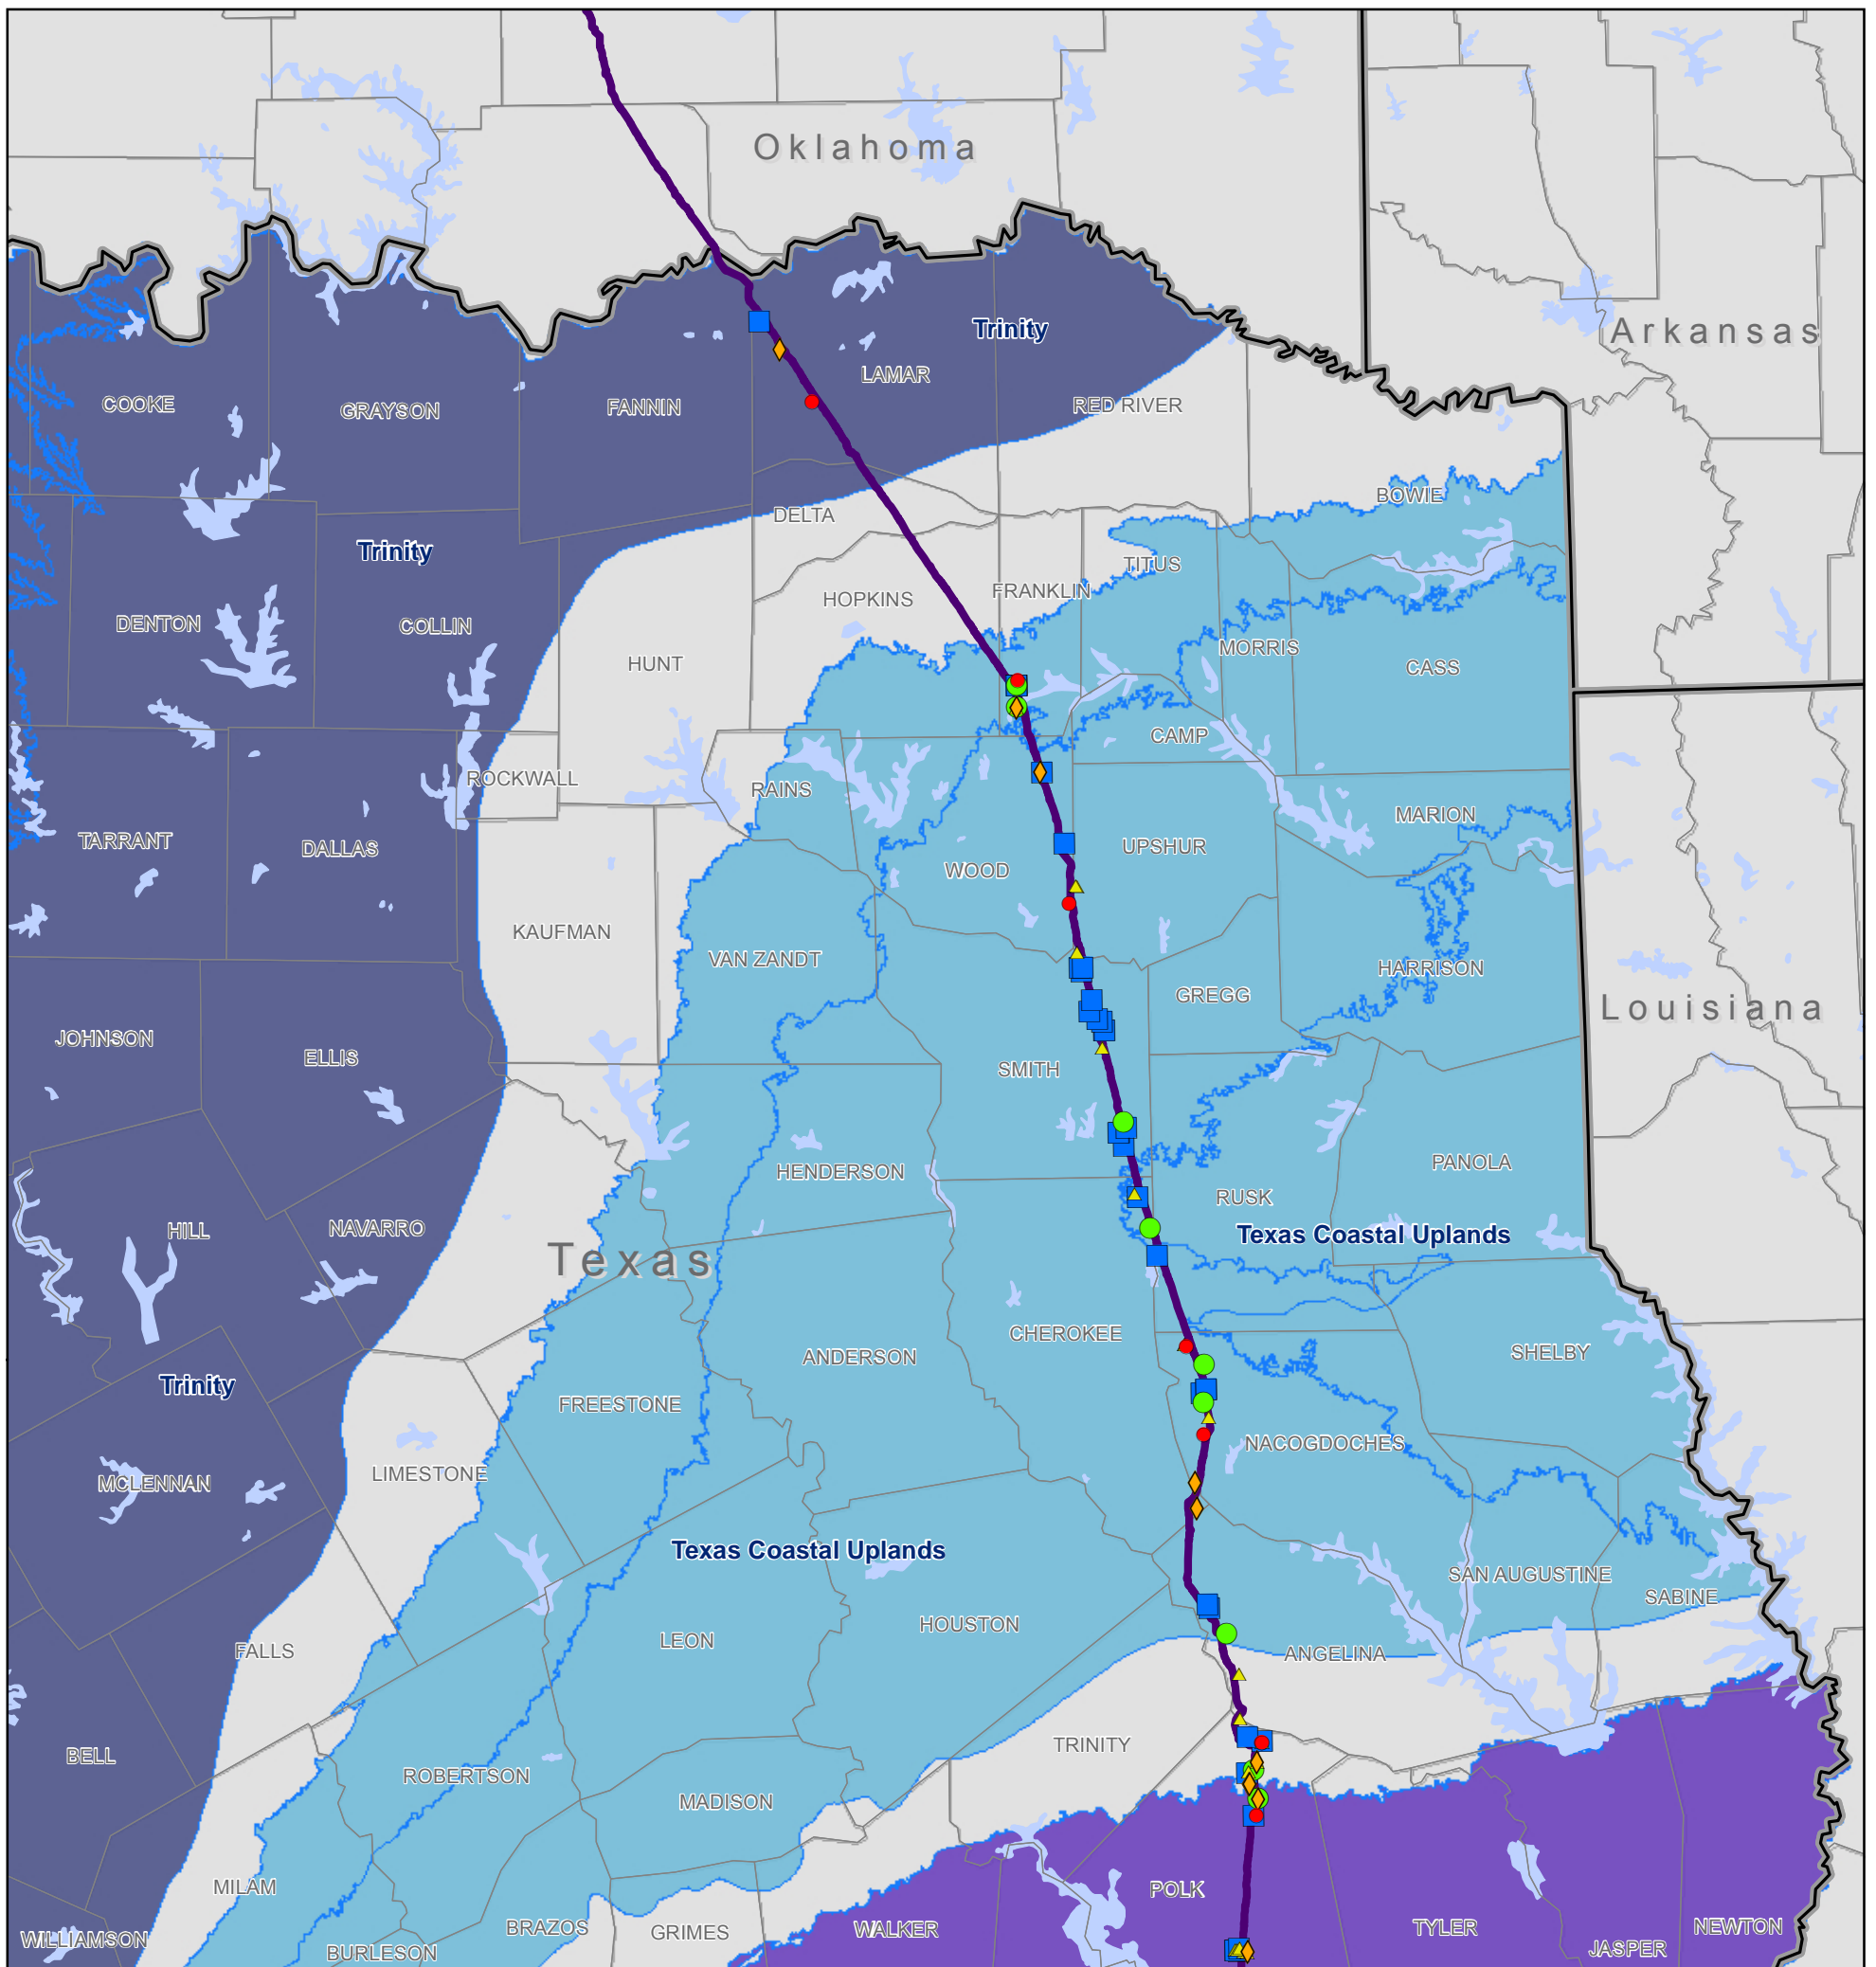 Oklahoma
Trinity
Arkansas
LAMAR
COOKE
GRAYSON
FANNIN
RED RIVER
BOWIE
DELTA
Trinity
TITUS
FRANKLIN
HOPKINS
DENTON
COLLIN
MORRIS
HUNT
CASS
CAMP
ROCKWALL
RAINS
MARION
TARRANT
DALLAS
UPSHUR
WOOD
KAUFMAN
VAN ZANDT
HARRISON
GREGG
Louisiana
JOHNSON
ELLIS
SMITH
HENDERSON
PANOLA
RUSK
HILL
NAVARRO
Texas Coastal Uplands
Texas
CHEROKEE
SHELBY
ANDERSON
Trinity
FREESTONE
NACOGDOCHES
LIMESTONE
MCLENNAN
Texas Coastal Uplands
SAN AUGUSTINE
SABINE
HOUSTON
LEON
FALLS
ANGELINA
TRINITY
BELL
ROBERTSON
MADISON
MILAM
POLK
BRAZOS
GRIMES
WALKER
TYLER
NEWTON
WILLIAMSON
JASPER
BURLESON